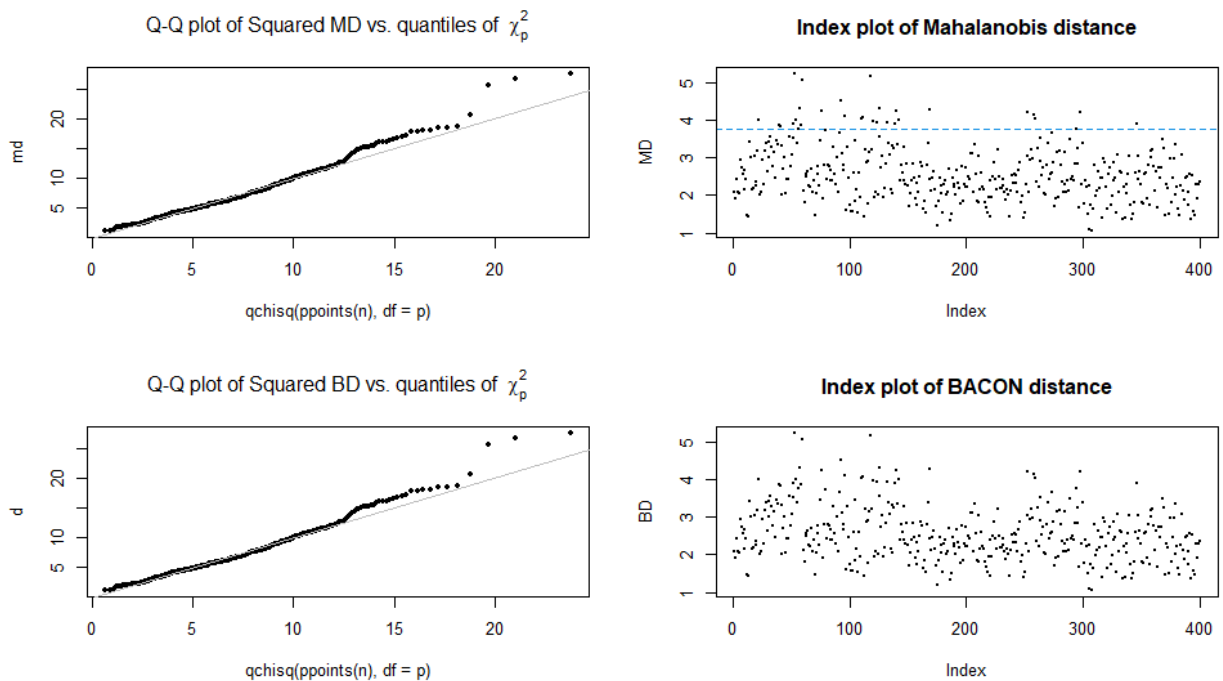 Q-Q plot of Squared MD vs. quantiles of χ²ₚ
md
5 10 20
0 5 10 15 20
qchisq(ppoints(n), df = p)
Index plot of Mahalanobis distance
MD
1 2 3 4 5
0 100 200 300 400
Index
Q-Q plot of Squared BD vs. quantiles of χ²ₚ
d
5 10 20
0 5 10 15 20
qchisq(ppoints(n), df = p)
Index plot of BACON distance
BD
1 2 3 4 5
0 100 200 300 400
Index